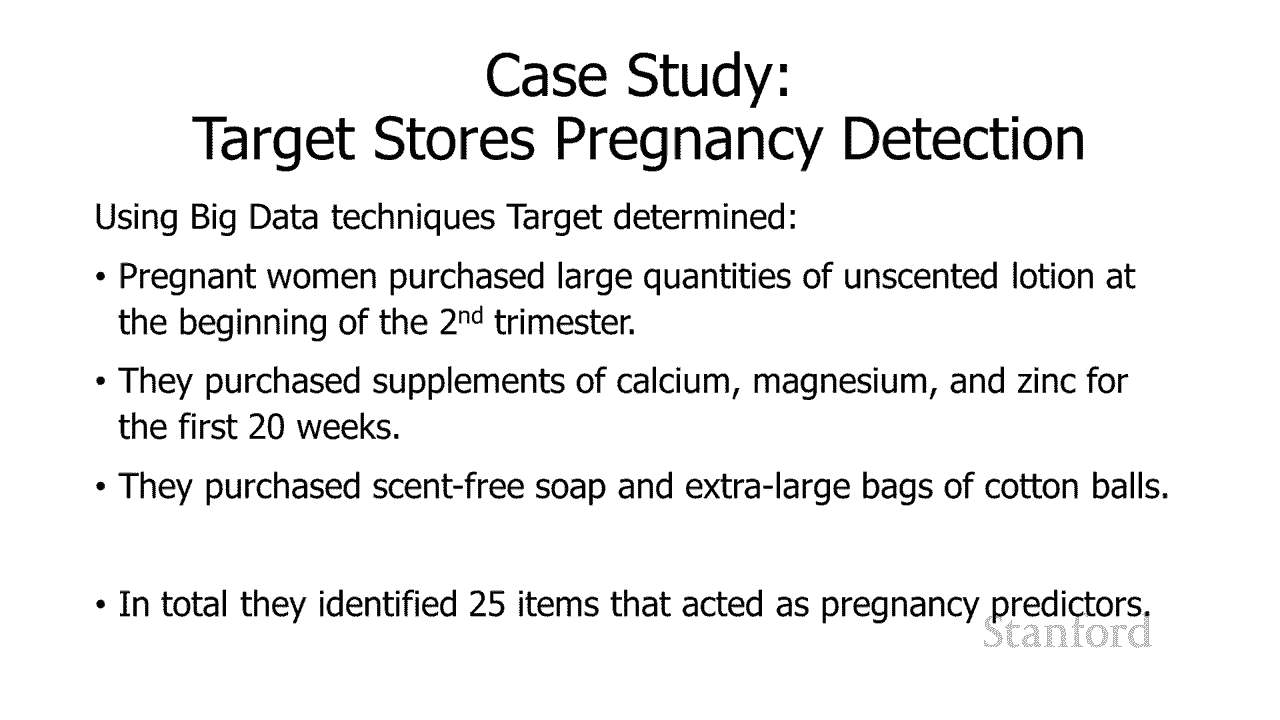 Case Study:
Target Stores Pregnancy Detection
Using Big Data techniques Target determined:
• Pregnant women purchased large quantities of unscented lotion at
the beginning of the 2nd trimester.
• They purchased supplements of calcium, magnesium, and zinc for
the first 20 weeks.
• They purchased scent-free soap and extra-large bags of cotton balls.
• In total they identified 25 items that acted as pregnancy predictors.
Stanford